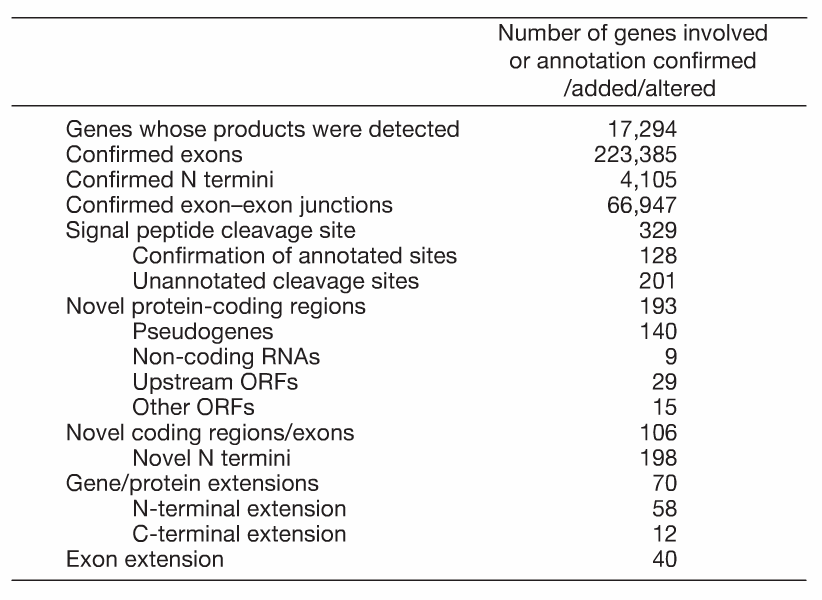 Number of genes involved
or annotation confirmed
/added/altered
Genes whose products were detected 17,294
Confirmed exons 223,385
Confirmed N termini 4,105
Confirmed exon–exon junctions 66,947
Signal peptide cleavage site 329
Confirmation of annotated sites 128
Unannotated cleavage sites 201
Novel protein-coding regions 193
Pseudogenes 140
Non-coding RNAs 9
Upstream ORFs 29
Other ORFs 15
Novel coding regions/exons 106
Novel N termini 198
Gene/protein extensions 70
N-terminal extension 58
C-terminal extension 12
Exon extension 40